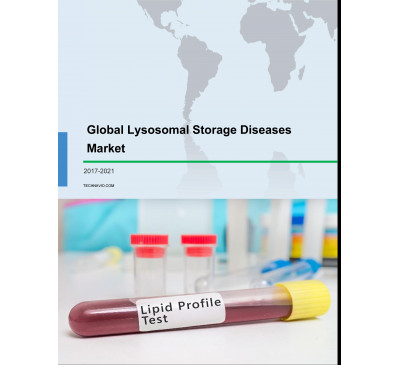 Global Lysosomal Storage Diseases
Market
2017-2021
TECHNAVIO.COM
Lipid Profile
Test